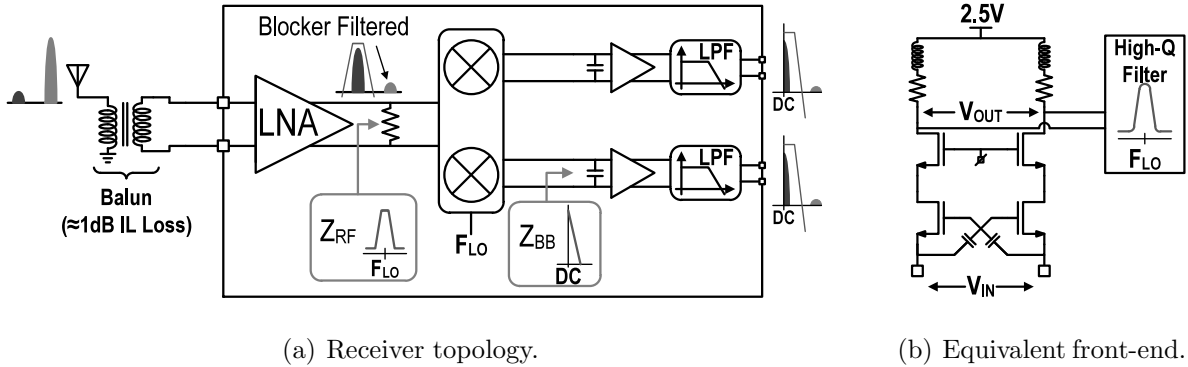 Blocker Filtered
LNA
LPF
DC
LPF
DC
Balun
(≈1dB IL Loss)
Z_RF
F_LO
F_LO
Z_BB
DC
(a) Receiver topology.
2.5V
High-Q
Filter
V_OUT
F_LO
V_IN
(b) Equivalent front-end.